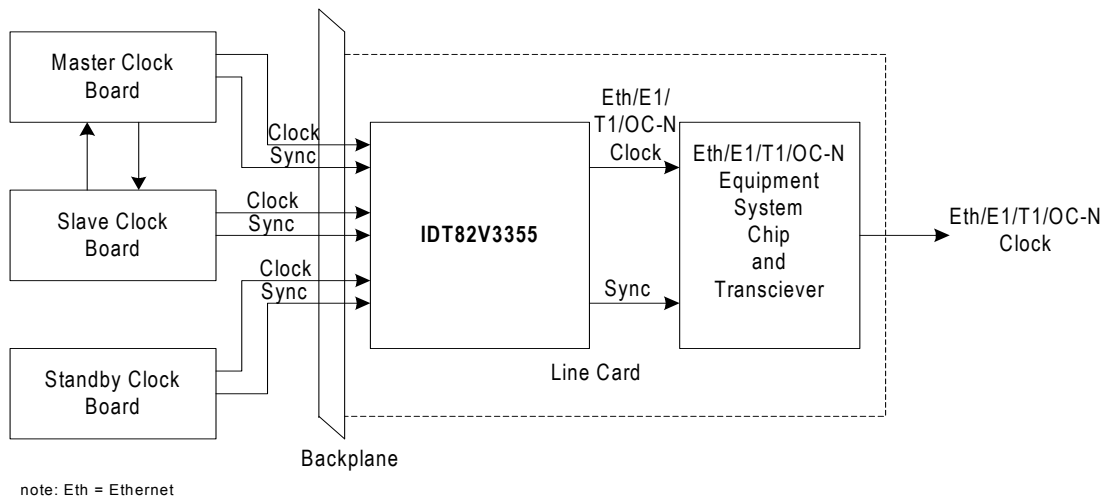 Master Clock
Board
Slave Clock
Board
Standby Clock
Board
Clock
Sync
Clock
Sync
Clock
Sync
Backplane
IDT82V3355
Eth/E1/
T1/OC-N
Clock
Sync
Line Card
Eth/E1/T1/OC-N
Equipment
System
Chip
and
Transciever
Eth/E1/T1/OC-N
Clock
note: Eth = Ethernet